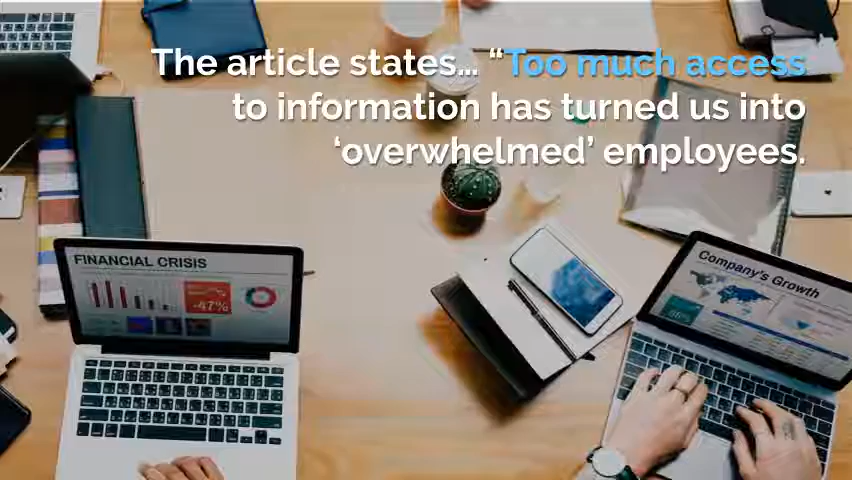 The article states... “Too much access
to information has turned us into
‘overwhelmed’ employees.
FINANCIAL CRISIS
-47%
Company's Growth